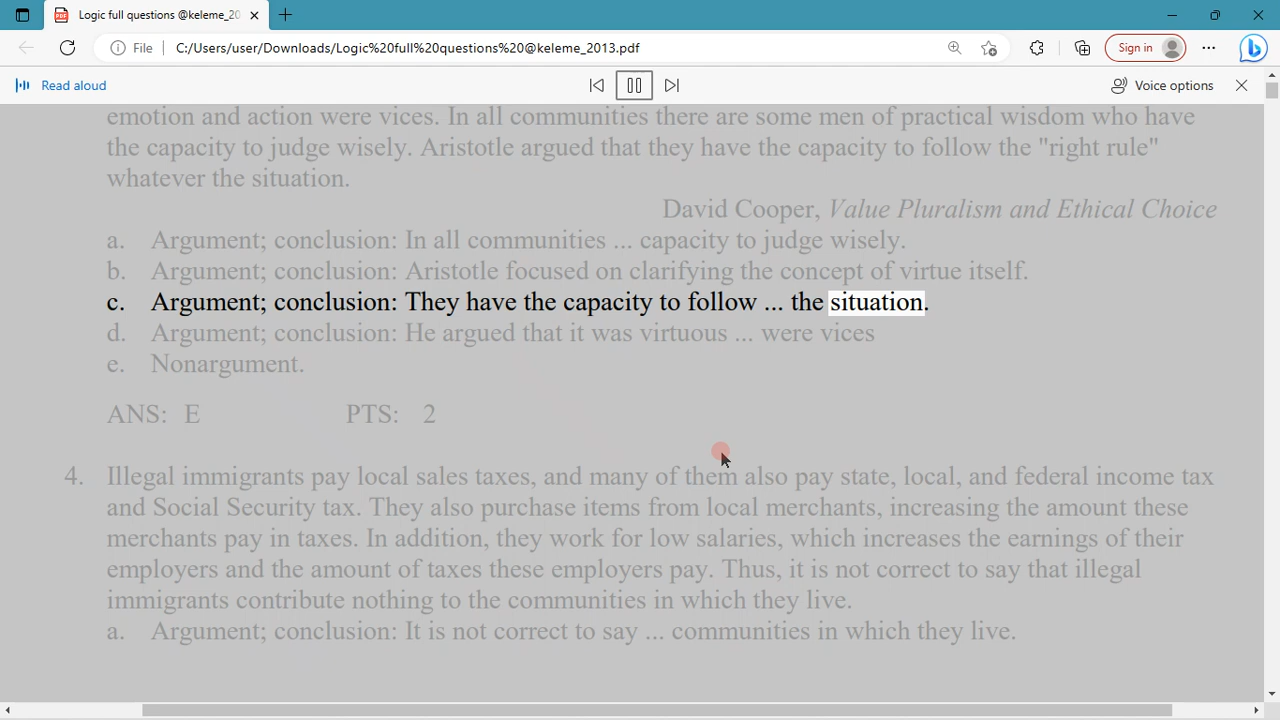 Logic full questions @keleme_20
File
C:/Users/user/Downloads/Logic%20full%20questions%20@keleme_2013.pdf
Sign in
Read aloud
Voice options
emotion and action were vices. In all communities there are some men of practical wisdom who have
the capacity to judge wisely. Aristotle argued that they have the capacity to follow the "right rule"
whatever the situation.
David Cooper, Value Pluralism and Ethical Choice
a. Argument; conclusion: In all communities ... capacity to judge wisely.
b. Argument; conclusion: Aristotle focused on clarifying the concept of virtue itself.
c. Argument; conclusion: They have the capacity to follow ... the situation.
d. Argument; conclusion: He argued that it was virtuous ... were vices
e. Nonargument.
ANS: E PTS: 2
4. Illegal immigrants pay local sales taxes, and many of them also pay state, local, and federal income tax
and Social Security tax. They also purchase items from local merchants, increasing the amount these
merchants pay in taxes. In addition, they work for low salaries, which increases the earnings of their
employers and the amount of taxes these employers pay. Thus, it is not correct to say that illegal
immigrants contribute nothing to the communities in which they live.
a. Argument; conclusion: It is not correct to say ... communities in which they live.